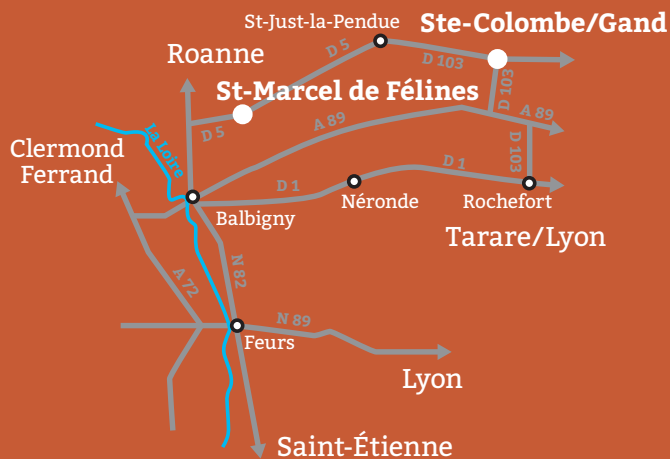 St-Just-la-Pendue
Ste-Colombe/Gand
Roanne
D 5
D 103
St-Marcel de Félines
D 103
D 5
A 89
A 89
La Loire
Clermond
Ferrand
D 103
D 1
D 1
Balbigny
Néronde
Rochefort
Tarare/Lyon
N 82
A 72
N 89
Feurs
Lyon
Saint-Étienne